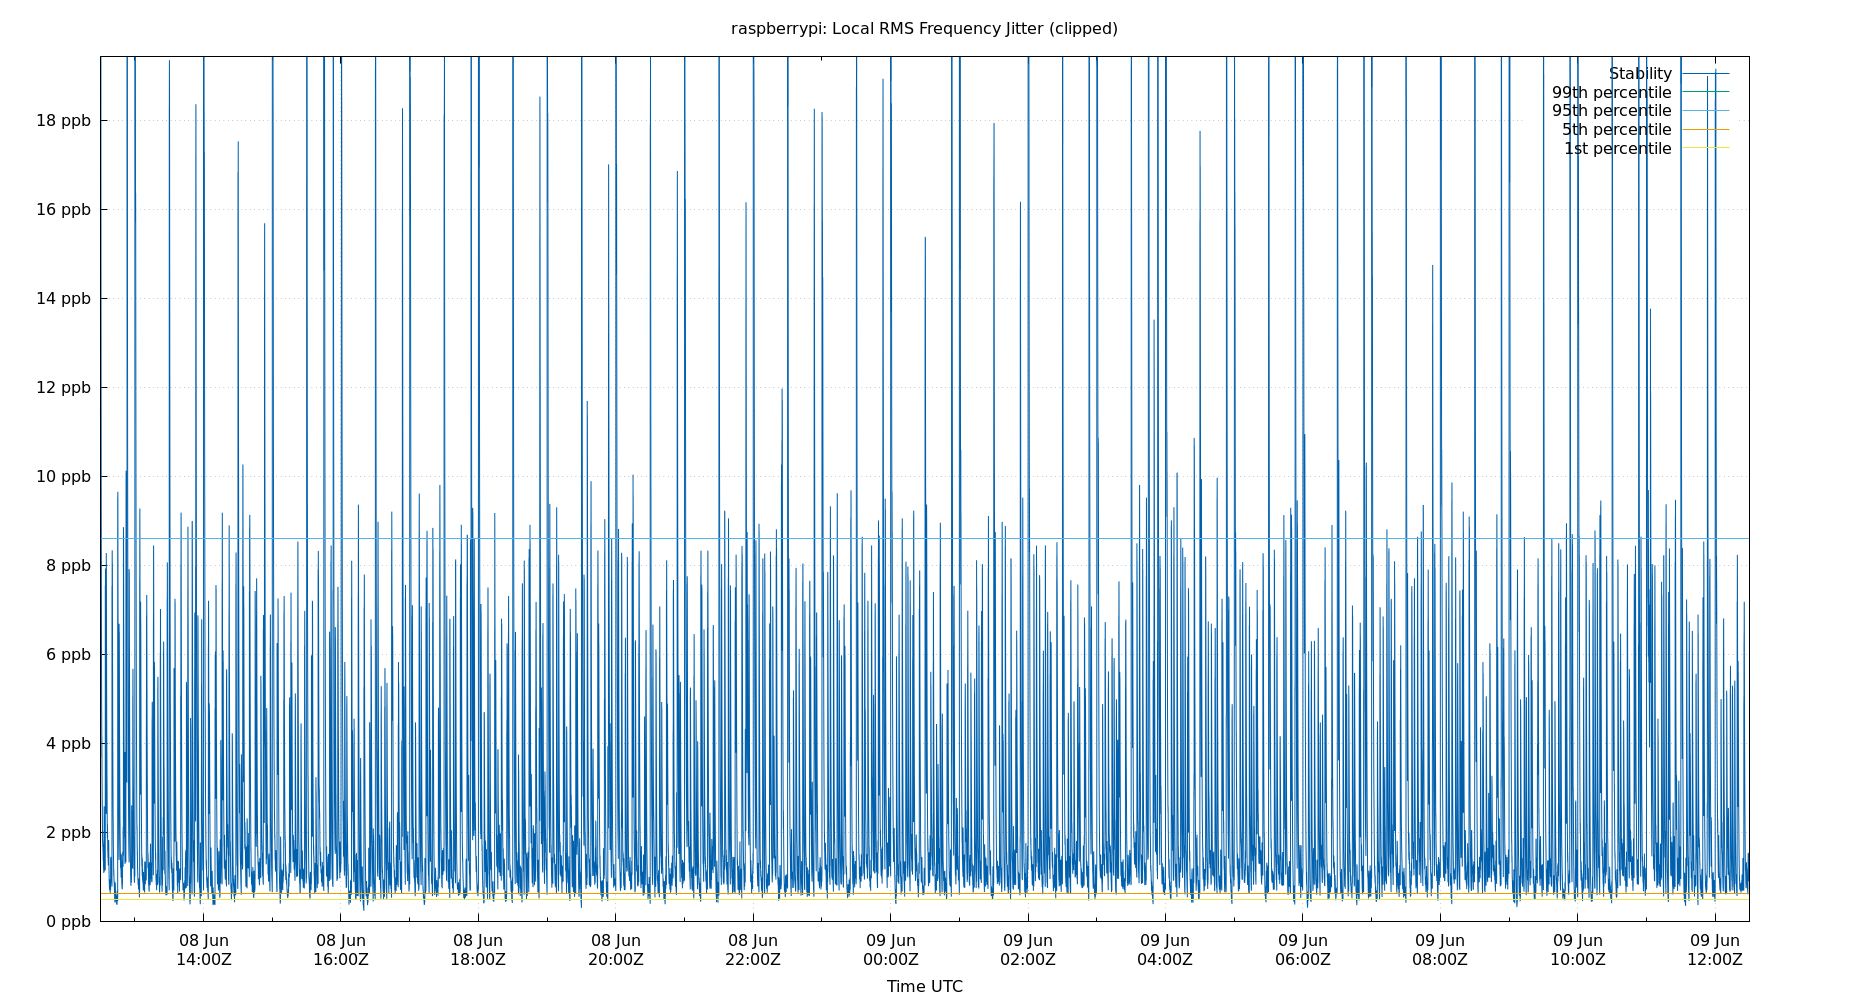 raspberrypi: Local RMS Frequency Jitter (clipped)
Stability
99th percentile
95th percentile
5th percentile
1st percentile
18 ppb
16 ppb
14 ppb
12 ppb
10 ppb
8 ppb
6 ppb
4 ppb
2 ppb
0 ppb
08 Jun 08 Jun 08 Jun 08 Jun 08 Jun 09 Jun 09 Jun 09 Jun 09 Jun 09 Jun 09 Jun 09 Jun
14:00Z 16:00Z 18:00Z 20:00Z 22:00Z 00:00Z 02:00Z 04:00Z 06:00Z 08:00Z 10:00Z 12:00Z
Time UTC